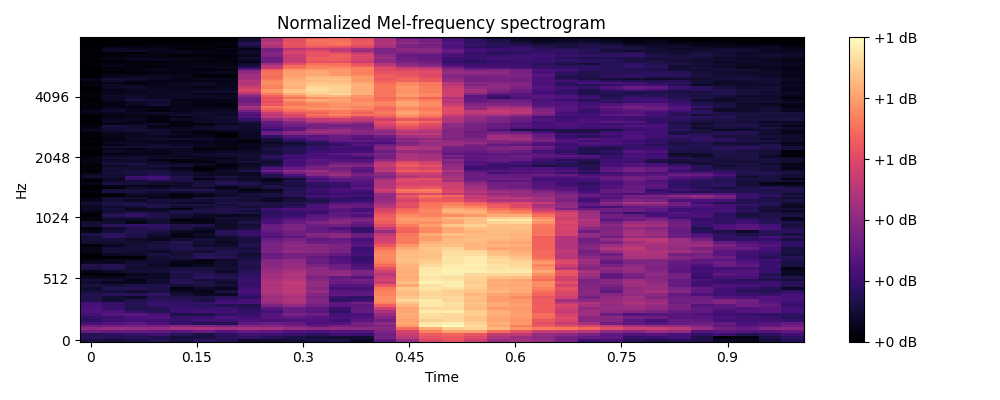 Normalized Mel-frequency spectrogram
Hz
4096
2048
1024
512
0
0 0.15 0.3 0.45 0.6 0.75 0.9
Time
+1 dB
+1 dB
+1 dB
+0 dB
+0 dB
+0 dB